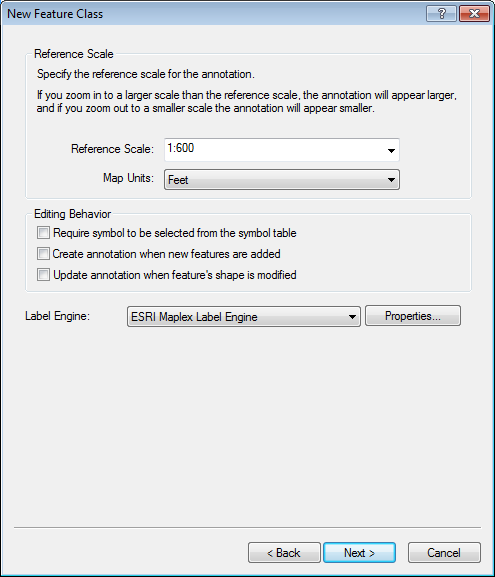 New Feature Class
Reference Scale
Specify the reference scale for the annotation.
If you zoom in to a larger scale than the reference scale, the annotation will appear larger,
and if you zoom out to a smaller scale the annotation will appear smaller.
Reference Scale: 1:600
Map Units: Feet
Editing Behavior
Require symbol to be selected from the symbol table
Create annotation when new features are added
Update annotation when feature's shape is modified
Label Engine: ESRI Maplex Label Engine Properties...
< Back Next > Cancel